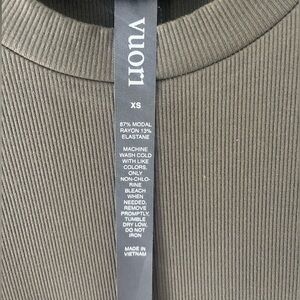 vuori
XS
87% MODAL
RAYON 13%
ELASTANE
MACHINE
WASH COLD
WITH LIKE
COLORS,
ONLY
NON-CHLO-
RINE
BLEACH
WHEN
NEEDED,
REMOVE
PROMPTLY,
TUMBLE
DRY LOW,
DO NOT
IRON
MADE IN
VIETNAM